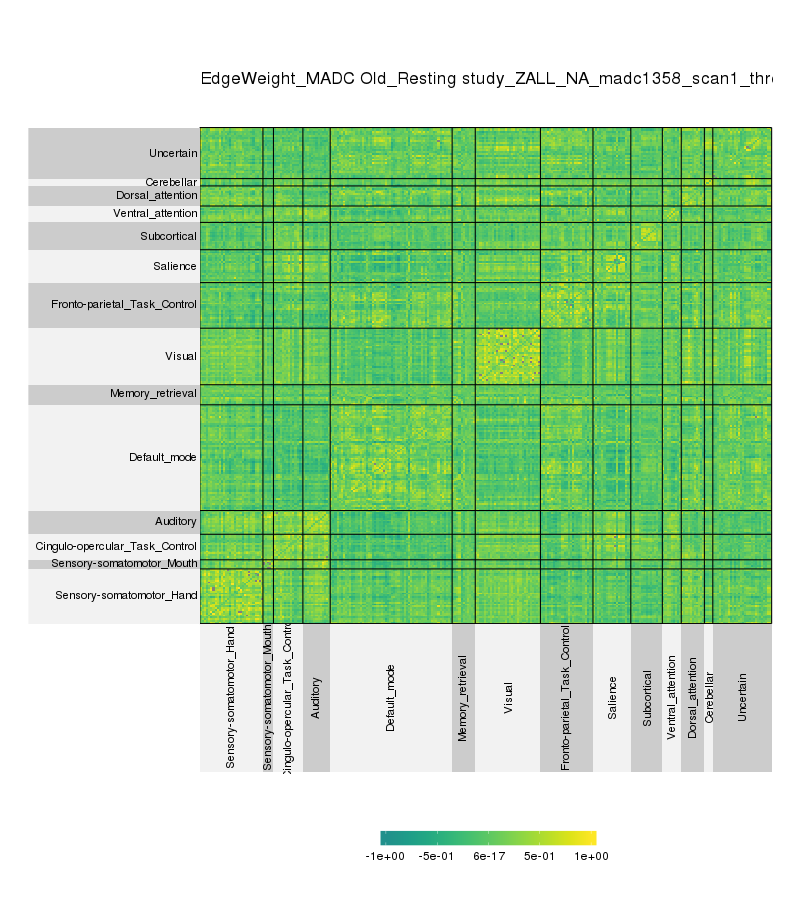 EdgeWeight_MADC Old_Resting study_ZALL_NA_madc1358_scan1_thr
Uncertain
Cerebellar
Dorsal_attention
Ventral_attention
Subcortical
Salience
Fronto-parietal_Task_Control
Visual
Memory_retrieval
Default_mode
Auditory
Cingulo-opercular_Task_Control
Sensory-somatomotor_Mouth
Sensory-somatomotor_Hand
Sensory-somatomotor_Hand
Sensory-somatomotor_Mouth
Cingulo-opercular_Task_Control
Auditory
Default_mode
Memory_retrieval
Visual
Fronto-parietal_Task_Control
Salience
Subcortical
Ventral_attention
Dorsal_attention
Cerebellar
Uncertain
-1e+00 -5e-01 6e-17 5e-01 1e+00